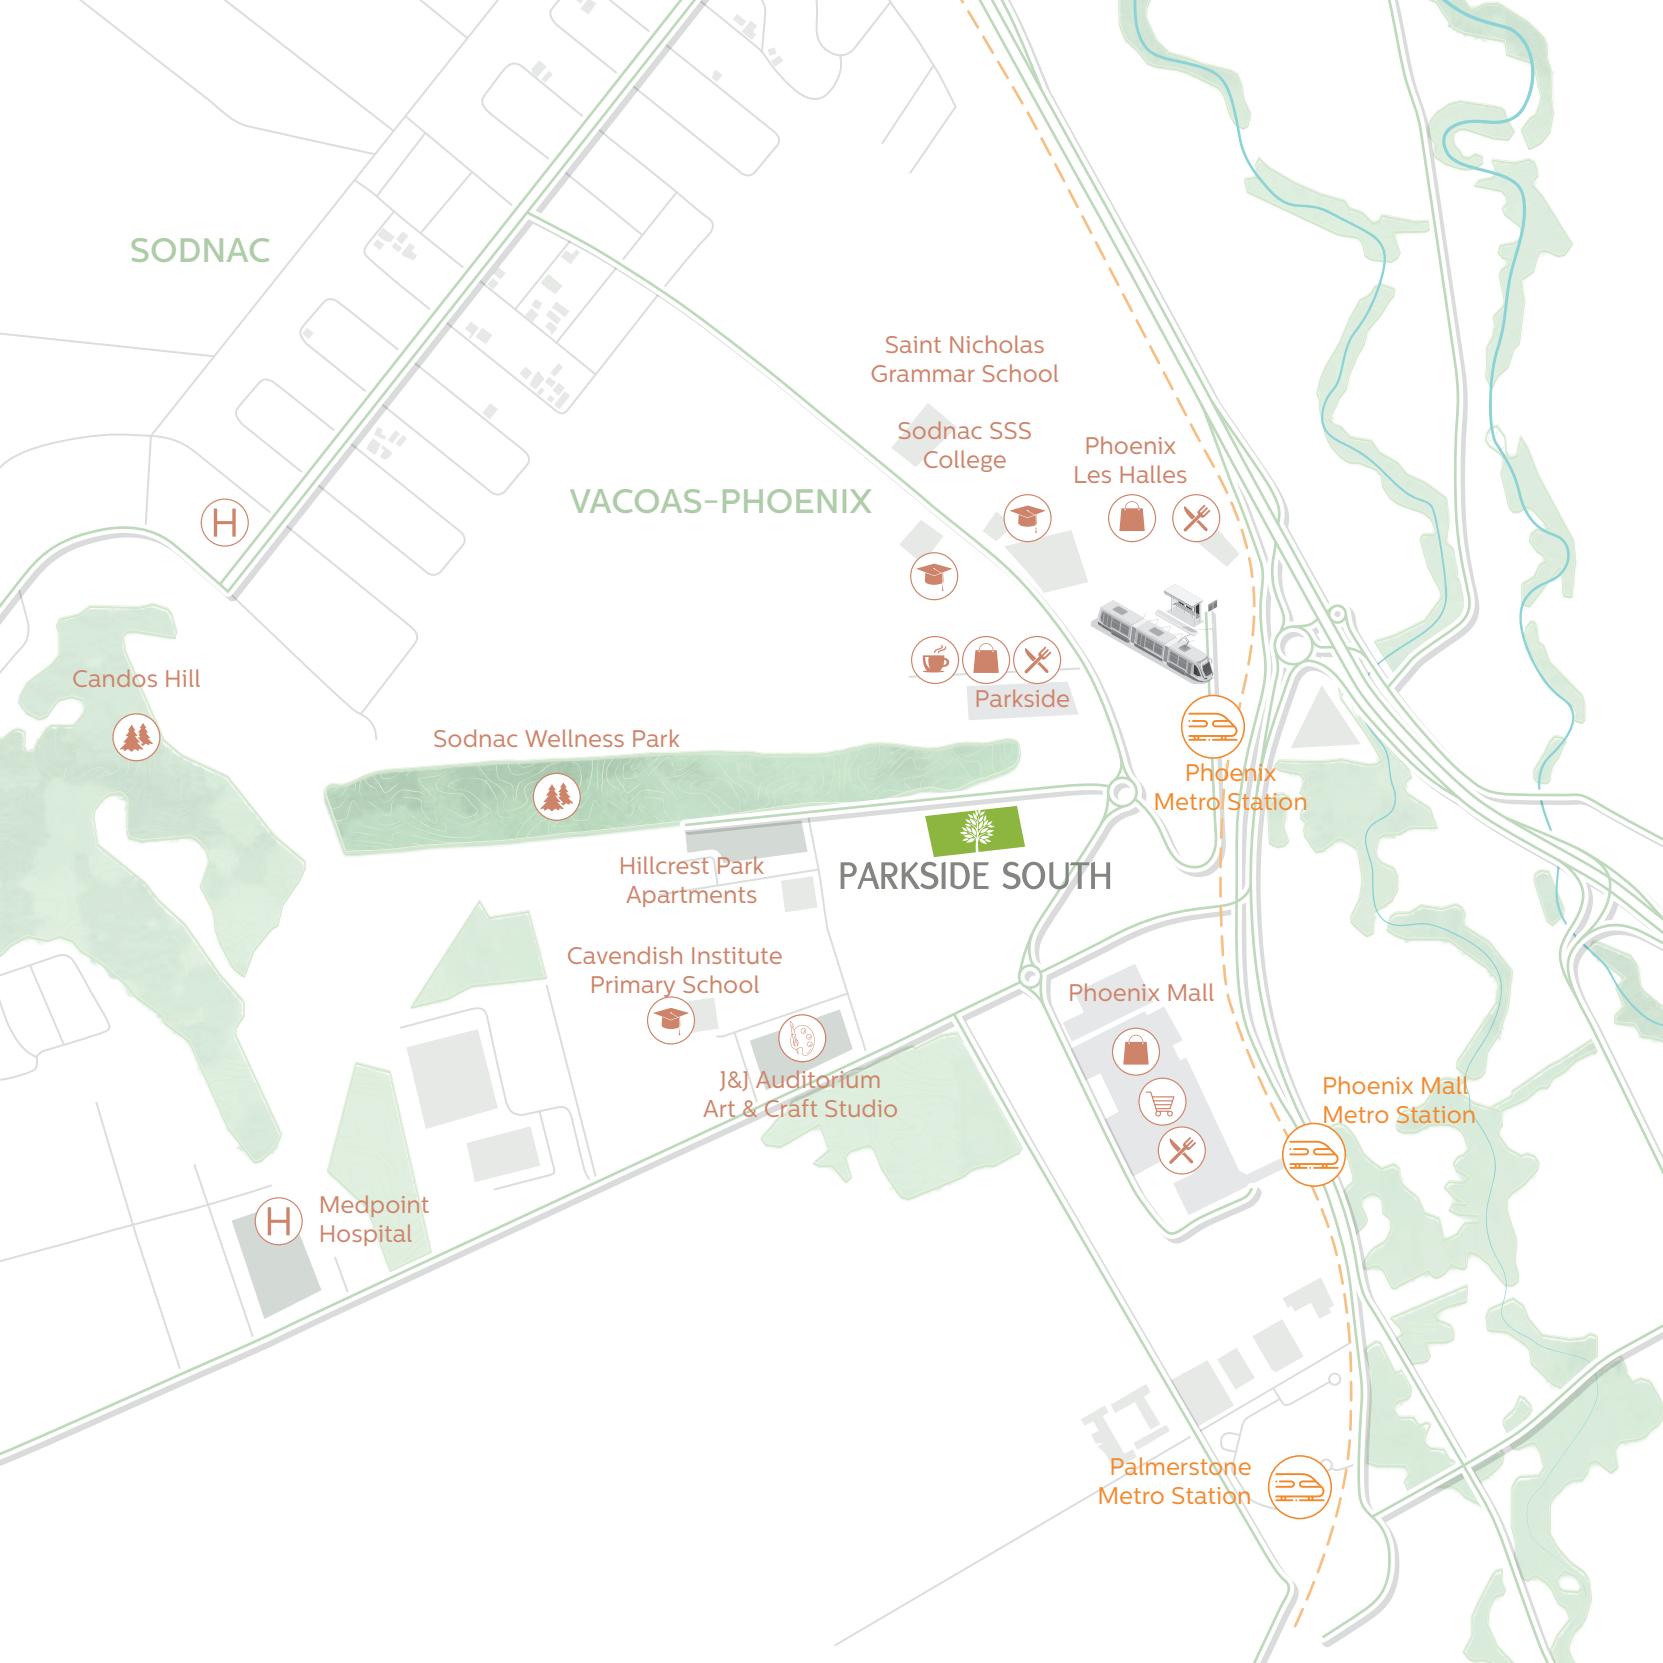 SODNAC
Saint Nicholas
Grammar School
Sodnac SSS
College
Phoenix
Les Halles
VACOAS-PHOENIX
H
Candos Hill
Parkside
Sodnac Wellness Park
Phoenix
Metro Station
Hillcrest Park
Apartments
PARKSIDE SOUTH
Cavendish Institute
Primary School
Phoenix Mall
J&J Auditorium
Art & Craft Studio
Phoenix Mall
Metro Station
H
Medpoint
Hospital
Palmerstone
Metro Station